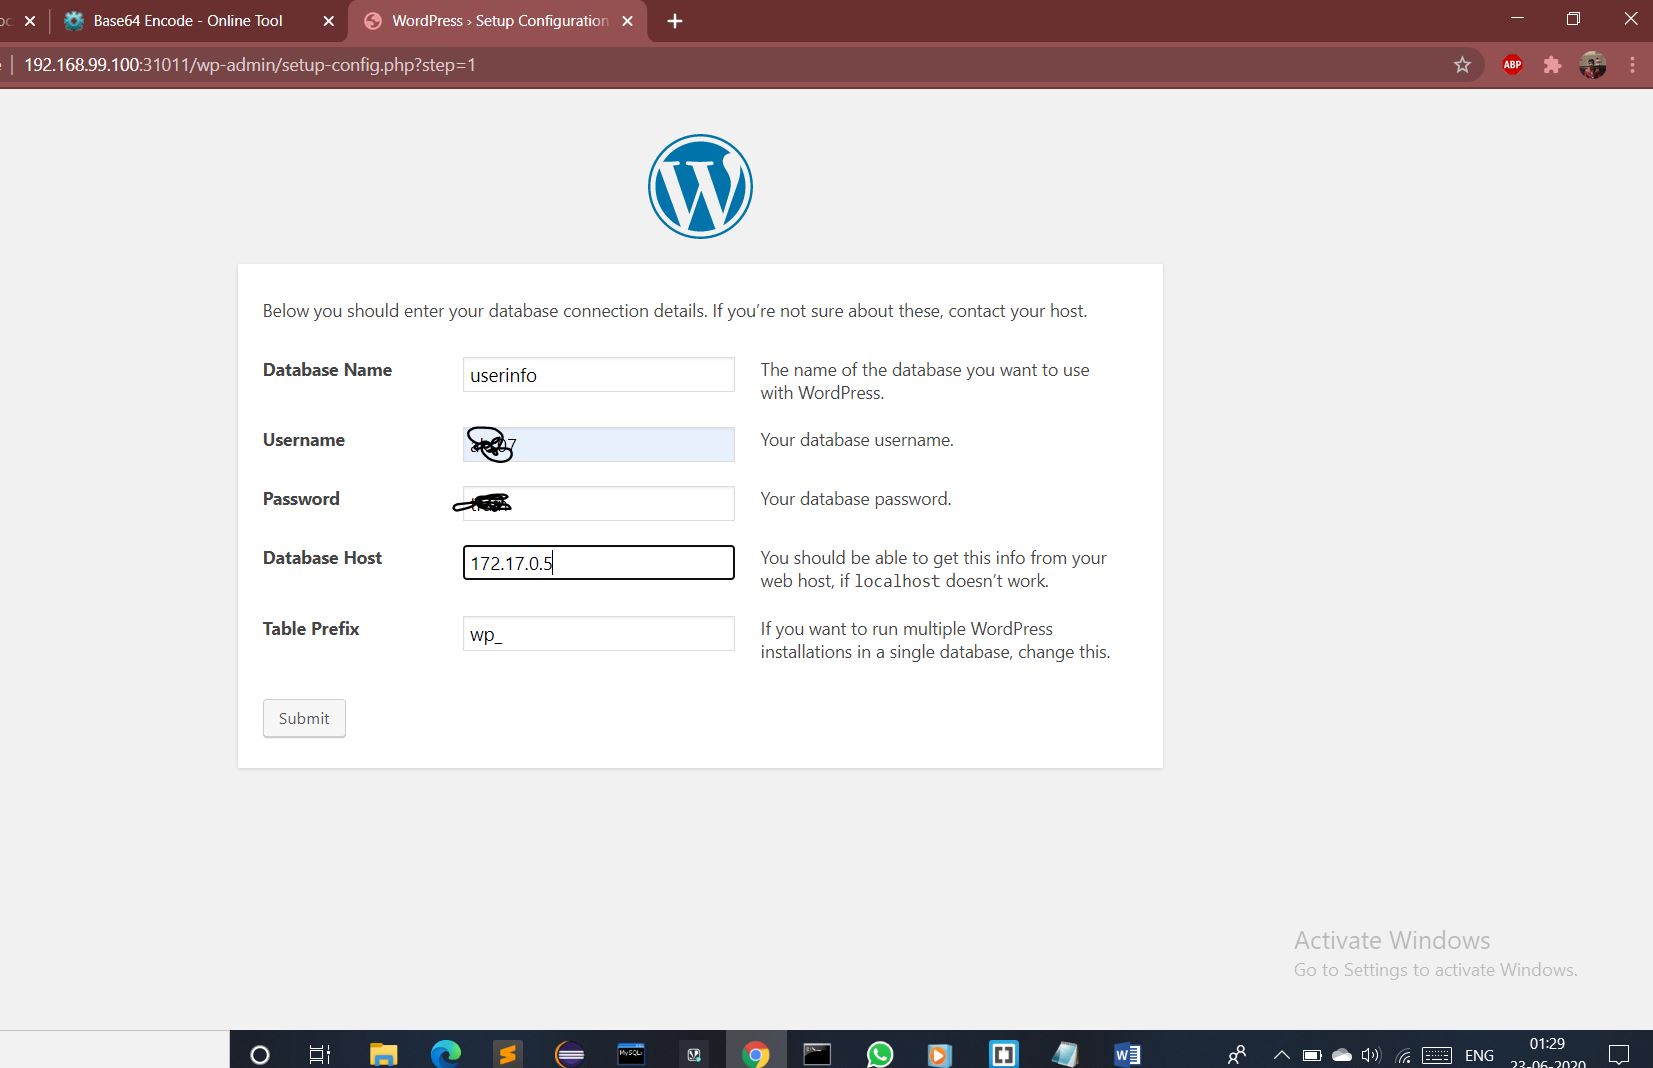 Base64 Encode - Online Tool
WordPress › Setup Configuration
192.168.99.100:31011/wp-admin/setup-config.php?step=1
ABP
W
Below you should enter your database connection details. If you’re not sure about these, contact your host.
Database Name
userinfo
The name of the database you want to use
with WordPress.
Username
Your database username.
Password
Your database password.
Database Host
172.17.0.5
You should be able to get this info from your
web host, if localhost doesn’t work.
Table Prefix
wp_
If you want to run multiple WordPress
installations in a single database, change this.
Submit
Activate Windows
Go to Settings to activate Windows.
MySQL
ENG
01:29
23-06-2020